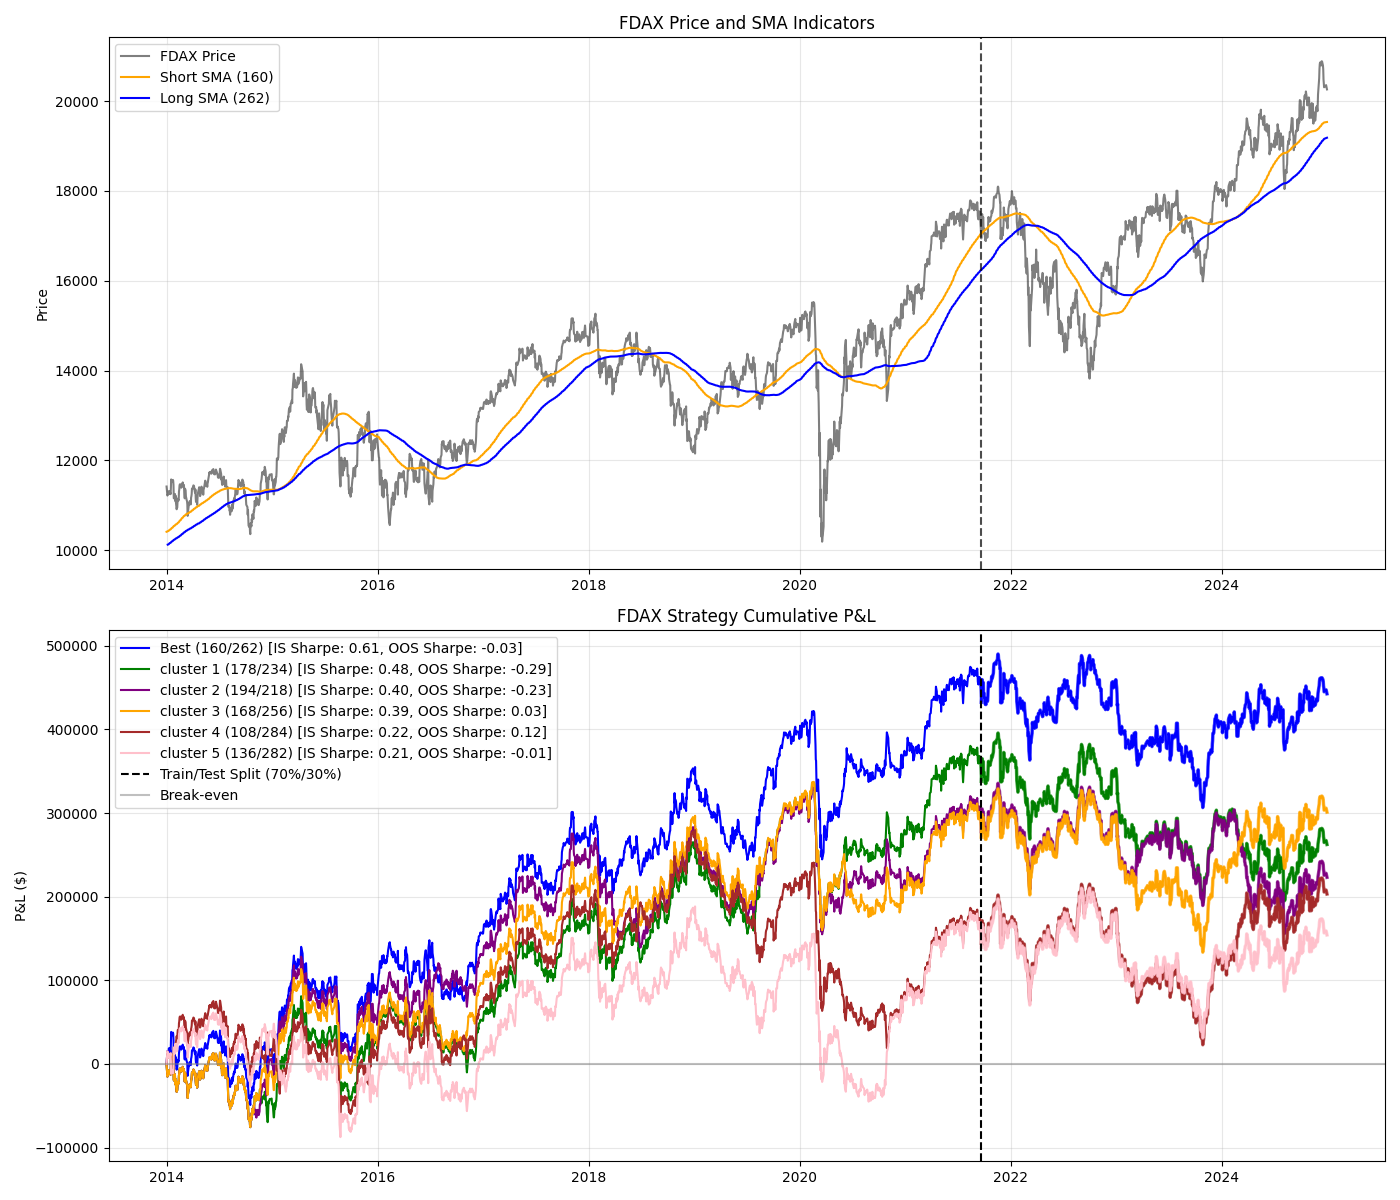 FDAX Price and SMA Indicators
FDAX Price
Short SMA (160)
Long SMA (262)
Price
20000
18000
16000
14000
12000
10000
2014 2016 2018 2020 2022 2024
FDAX Strategy Cumulative P&L
Best (160/262) [IS Sharpe: 0.61, OOS Sharpe: -0.03]
cluster 1 (178/234) [IS Sharpe: 0.48, OOS Sharpe: -0.29]
cluster 2 (194/218) [IS Sharpe: 0.40, OOS Sharpe: -0.23]
cluster 3 (168/256) [IS Sharpe: 0.39, OOS Sharpe: 0.03]
cluster 4 (108/284) [IS Sharpe: 0.22, OOS Sharpe: 0.12]
cluster 5 (136/282) [IS Sharpe: 0.21, OOS Sharpe: -0.01]
Train/Test Split (70%/30%)
Break-even
P&L ($)
500000
400000
300000
200000
100000
0
−100000
2014 2016 2018 2020 2022 2024